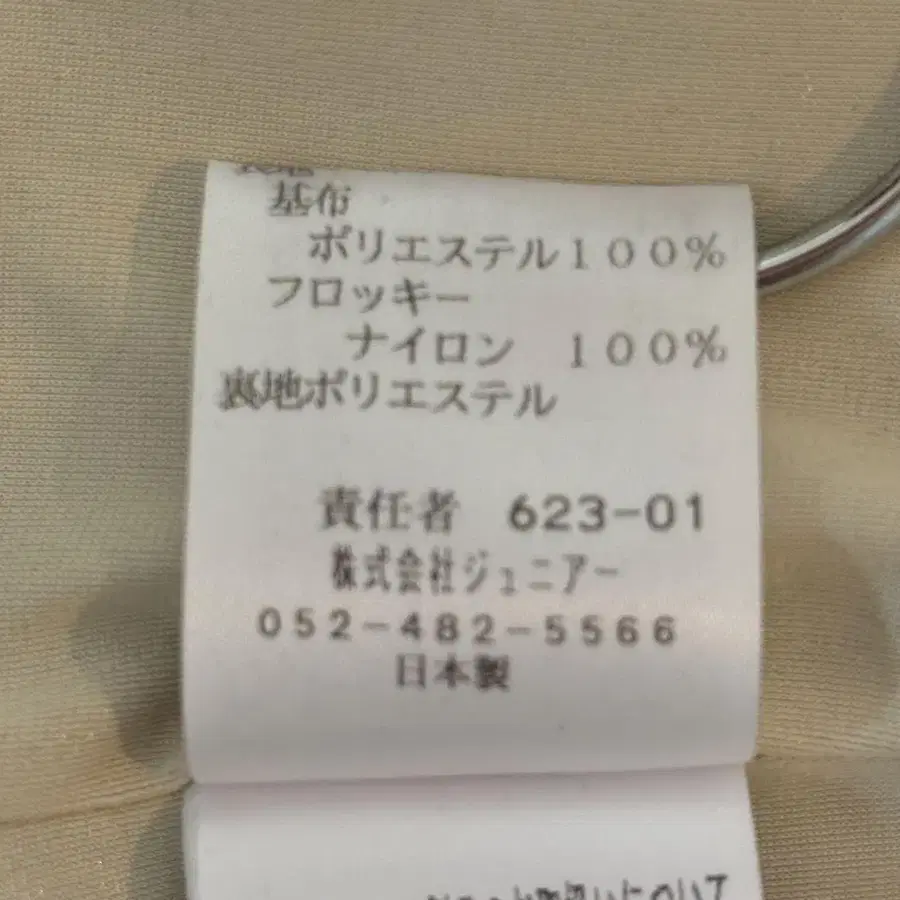 表地
基布
ポリエステル100%
フロッキー
ナイロン 100%
裏地ポリエステル
責任者 623-01
株式会社ジュニアー
052-482-5566
日本製